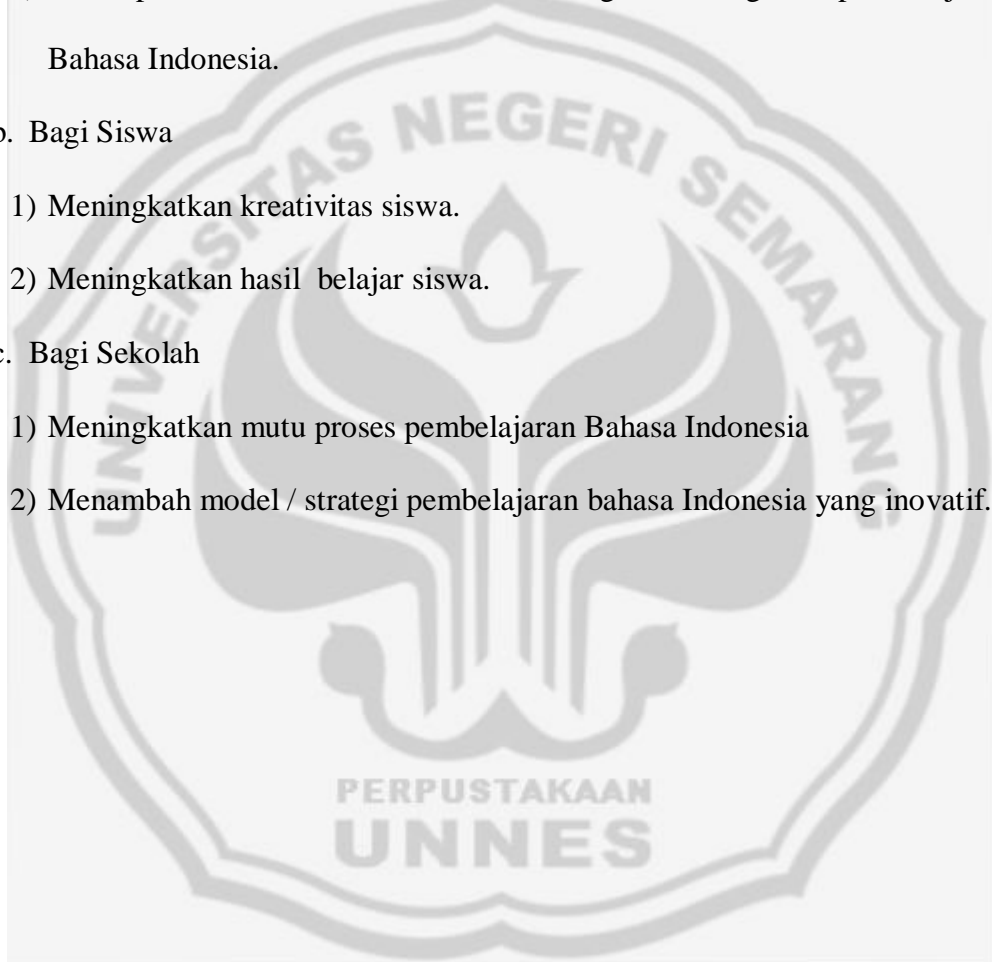 Bahasa Indonesia.
b. Bagi Siswa
1) Meningkatkan kreativitas siswa.
2) Meningkatkan hasil belajar siswa.
c. Bagi Sekolah
1) Meningkatkan mutu proses pembelajaran Bahasa Indonesia
2) Menambah model / strategi pembelajaran bahasa Indonesia yang inovatif.
UNIVERSITAS NEGERI SEMARANG
PERPUSTAKAAN
UNNES